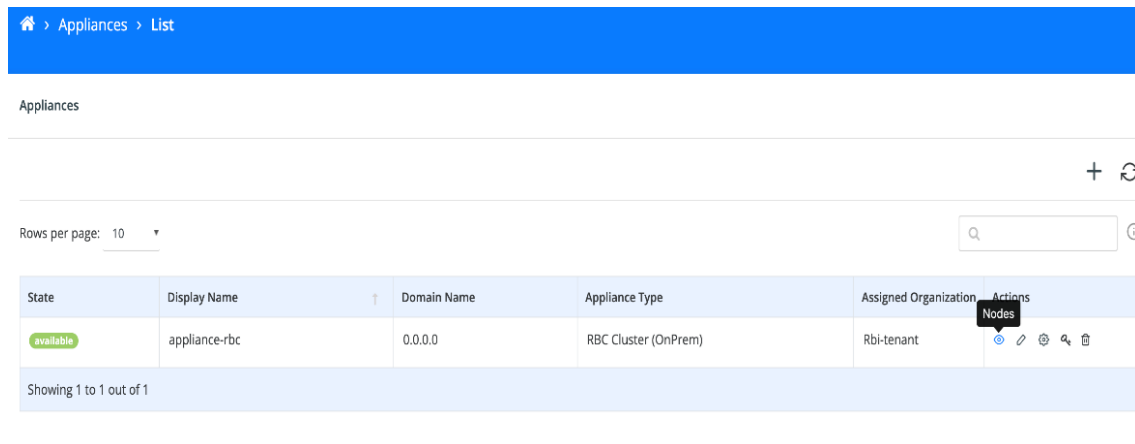 Appliances > List
Appliances
Rows per page: 10
State Display Name Domain Name Appliance Type Assigned Organization Actions
Nodes
available appliance-rbc 0.0.0.0 RBC Cluster (OnPrem) Rbi-tenant
Showing 1 to 1 out of 1